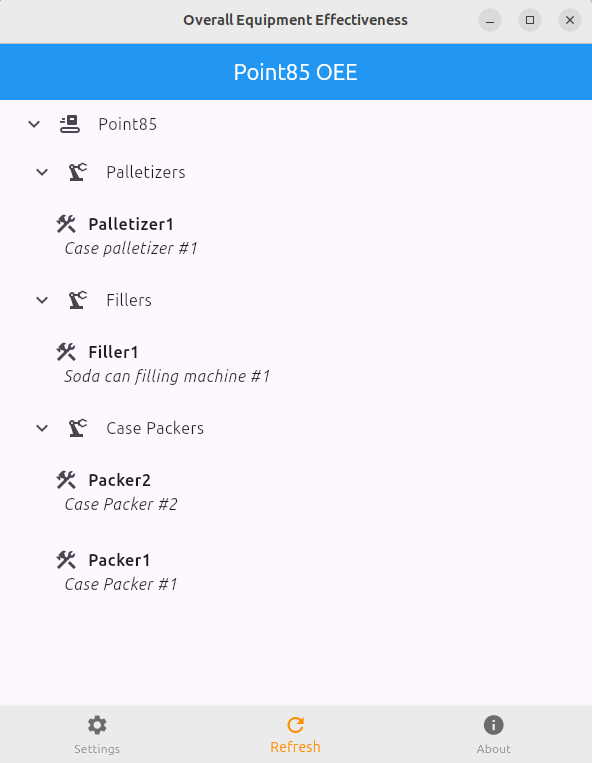 Overall Equipment Effectiveness
Point85 OEE
Point85
Palletizers
Palletizer1
Case palletizer #1
Fillers
Filler1
Soda can filling machine #1
Case Packers
Packer2
Case Packer #2
Packer1
Case Packer #1
Settings
Refresh
About